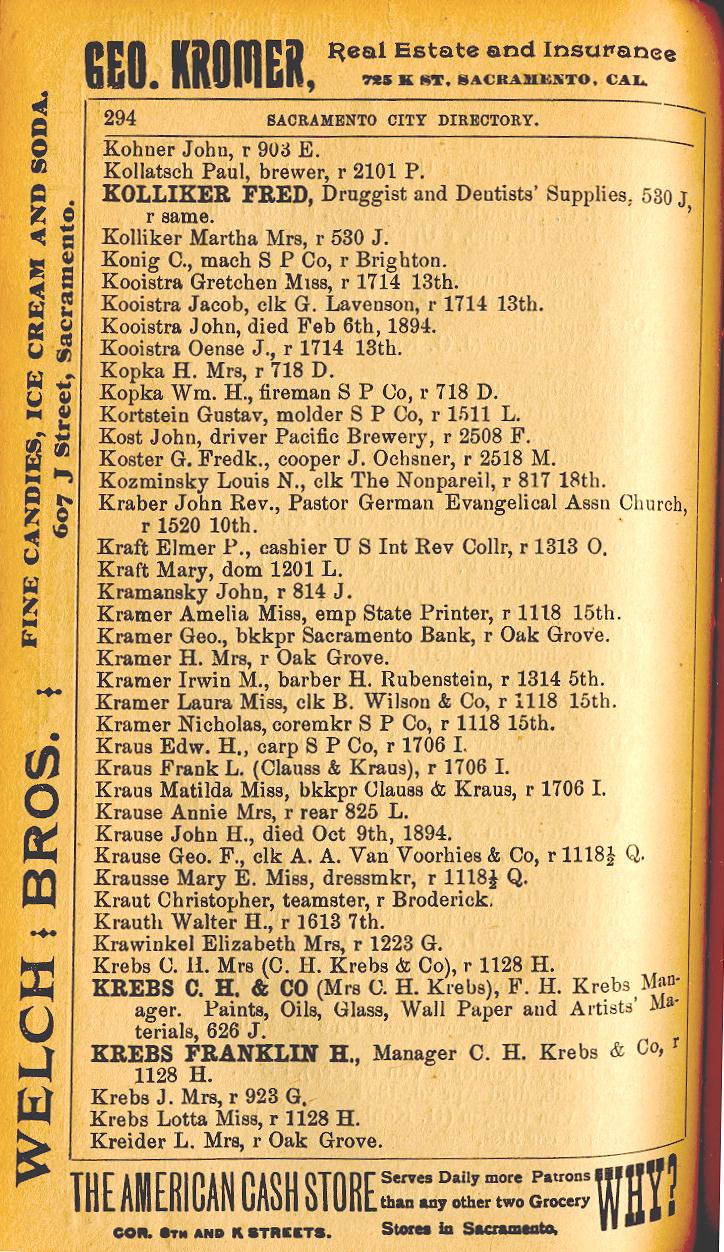 GEO. KROMER, Real Estate and Insurance
725 K ST, SACRAMENTO, CAL.
294 SACRAMENTO CITY DIRECTORY.
Kohner John, r 903 E.
Kollatsch Paul, brewer, r 2101 P.
KOLLIKER FRED, Druggist and Dentists' Supplies, 530 J,
r same.
Kolliker Martha Mrs, r 530 J.
Konig C., mach S P Co, r Brighton.
Kooistra Gretchen Miss, r 1714 13th.
Kooistra Jacob, clk G. Lavenson, r 1714 13th.
Kooistra John, died Feb 6th, 1894.
Kooistra Oense J., r 1714 13th.
Kopka H. Mrs, r 718 D.
Kopka Wm. H., fireman S P Co, r 718 D.
Kortstein Gustav, molder S P Co, r 1511 L.
Kost John, driver Pacific Brewery, r 2508 F.
Koster G. Fredk., cooper J. Ochsner, r 2518 M.
Kozminsky Louis N., clk The Nonpareil, r 817 18th.
Kraber John Rev., Pastor German Evangelical Assn Church,
r 1520 10th.
Kraft Elmer P., cashier U S Int Rev Collr, r 1313 O.
Kraft Mary, dom 1201 L.
Kramansky John, r 814 J.
Kramer Amelia Miss, emp State Printer, r 1118 15th.
Kramer Geo., bkkpr Sacramento Bank, r Oak Grove.
Kramer H. Mrs, r Oak Grove.
Kramer Irwin M., barber H. Rubenstein, r 1314 5th.
Kramer Laura Miss, clk B. Wilson & Co, r 1118 15th.
Kramer Nicholas, coremkr S P Co, r 1118 15th.
Kraus Edw. H., carp S P Co, r 1706 I.
Kraus Frank L. (Clauss & Kraus), r 1706 I.
Kraus Matilda Miss, bkkpr Clauss & Kraus, r 1706 I.
Krause Annie Mrs, r rear 825 L.
Krause John H., died Oct 9th, 1894.
Krause Geo. F., clk A. A. Van Voorhies & Co, r 1118½ Q.
Krausse Mary E. Miss, dressmkr, r 1118½ Q.
Kraut Christopher, teamster, r Broderick.
Krauth Walter H., r 1613 7th.
Krawinkel Elizabeth Mrs, r 1223 G.
Krebs C. H. Mrs (C. H. Krebs & Co), r 1128 H.
KREBS C. H. & CO (Mrs C. H. Krebs), F. H. Krebs Man-
ager. Paints, Oils, Glass, Wall Paper and Artists' Ma-
terials, 626 J.
KREBS FRANKLIN H., Manager C. H. Krebs & Co, r
1128 H.
Krebs J. Mrs, r 923 G.
Krebs Lotta Miss, r 1128 H.
Kreider L. Mrs, r Oak Grove.
WELCH BROS. FINE CANDIES, ICE CREAM AND SODA.
607 J Street, Sacramento.
THE AMERICAN CASH STORE Serves Daily more Patrons
than any other two Grocery WHY?
COR. 8TH AND K STREETS. Stores in Sacramento,